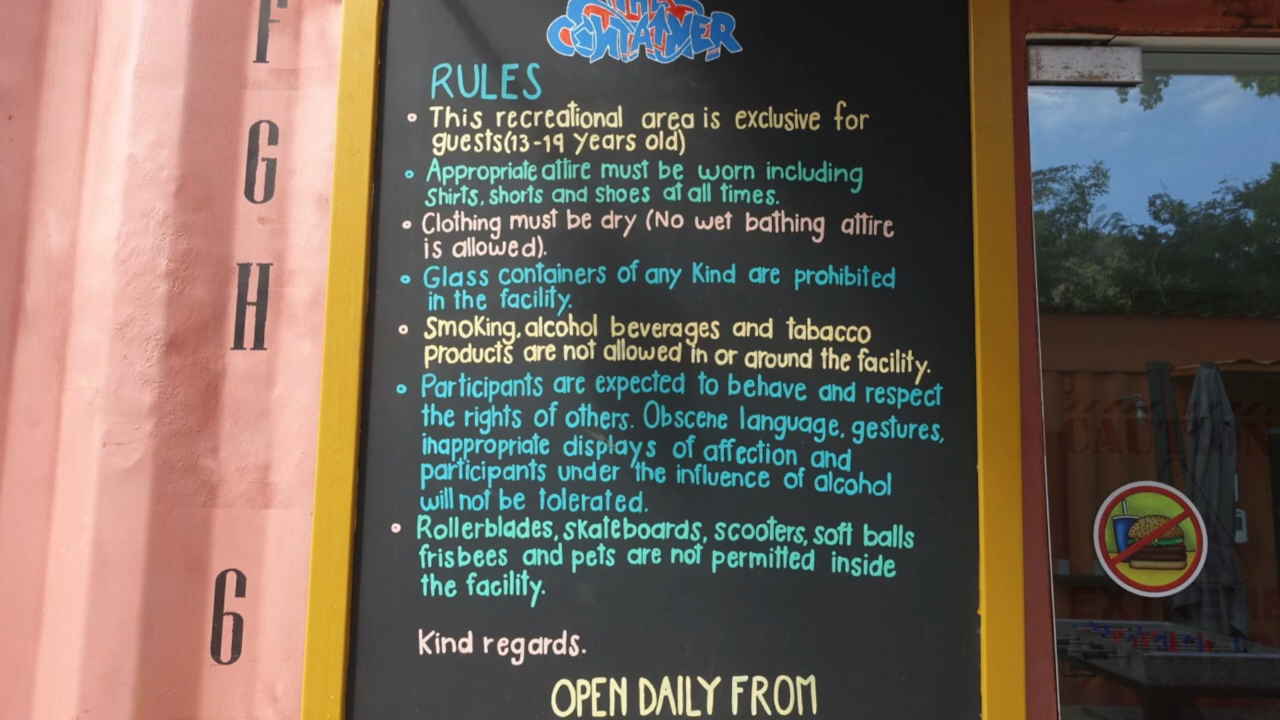 THE
CONTAINER
RULES
This recreational area is exclusive for
guests(13-19 years old)
Appropriate attire must be worn including
Shirts, shorts and shoes at all times.
Clothing must be dry (No wet bathing attire
is allowed).
Glass containers of any Kind are prohibited
in the facility.
Smoking, alcohol beverages and tabacco
products are not allowed in or around the facility.
Participants are expected to behave and respect
the rights of others. Obscene language, gestures,
inappropriate displays of affection and
participants under the influence of alcohol
will not be tolerated.
Rollerblades, skateboards, scooters, soft balls
frisbees and pets are not permitted inside
the facility.
Kind regards.
OPEN DAILY FROM
F
G
H
6
CAUTION